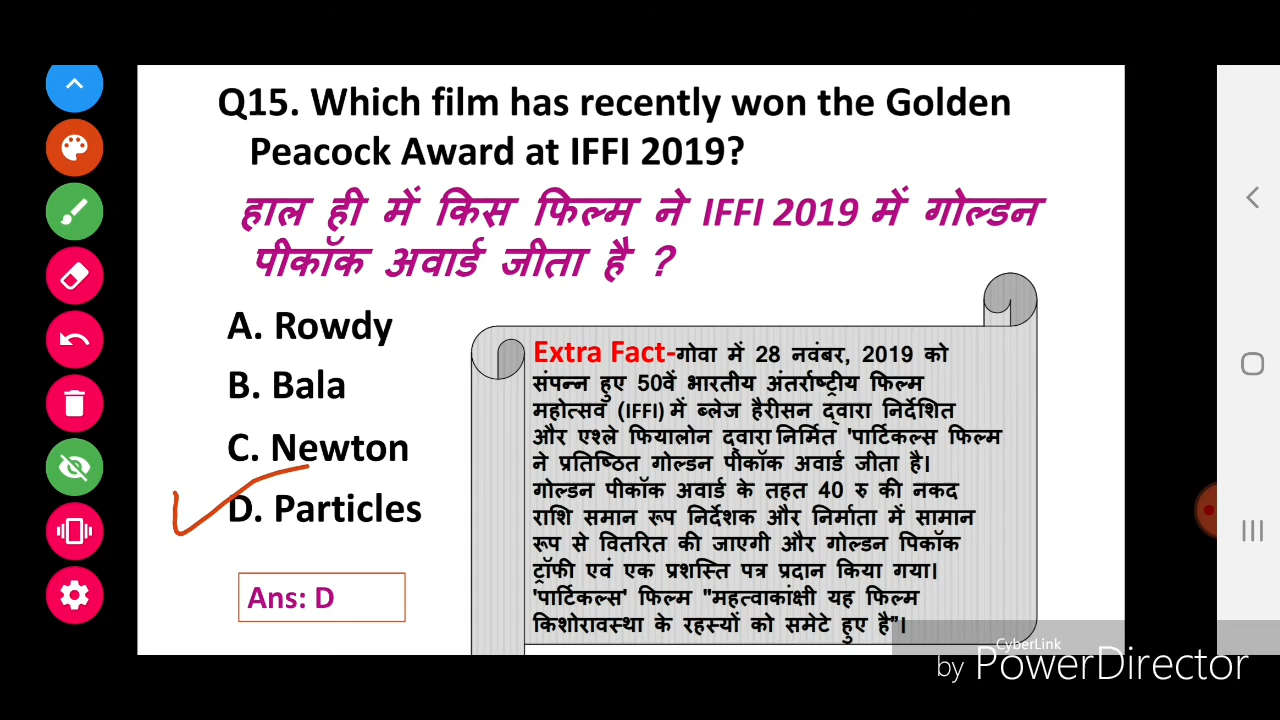 Q15. Which film has recently won the Golden
Peacock Award at IFFI 2019?
हाल ही में किस फिल्म ने IFFI 2019 में गोल्डन
पीकॉक अवार्ड जीता है ?
A. Rowdy
B. Bala
C. Newton
D. Particles
Ans: D
Extra Fact-गोवा में 28 नवंबर, 2019 को
संपन्न हुए 50वें भारतीय अंतर्राष्ट्रीय फिल्म
महोत्सव (IFFI) में ब्लेज हैरीसन द्वारा निर्देशित
और एश्ले फियालोन द्वारा निर्मित 'पार्टिकल्स फिल्म
ने प्रतिष्ठित गोल्डन पीकॉक अवार्ड जीता है।
गोल्डन पीकॉक अवार्ड के तहत 40 रु की नकद
राशि समान रूप निर्देशक और निर्माता में सामान
रूप से वितरित की जाएगी और गोल्डन पिकॉक
ट्रॉफी एवं एक प्रशस्ति पत्र प्रदान किया गया।
'पार्टिकल्स' फिल्म "महत्वाकांक्षी यह फिल्म
किशोरावस्था के रहस्यों को समेटे हुए है"।
CyberLink
by PowerDirector